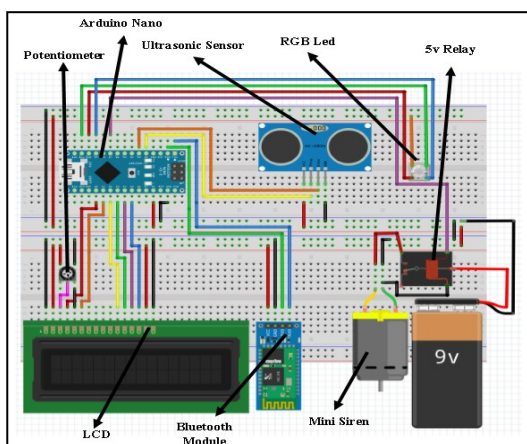 Arduino Nano
Potentiometer
Ultrasonic Sensor
RGB Led
5v Relay
9v
LCD
Bluetooth
Module
Mini Siren